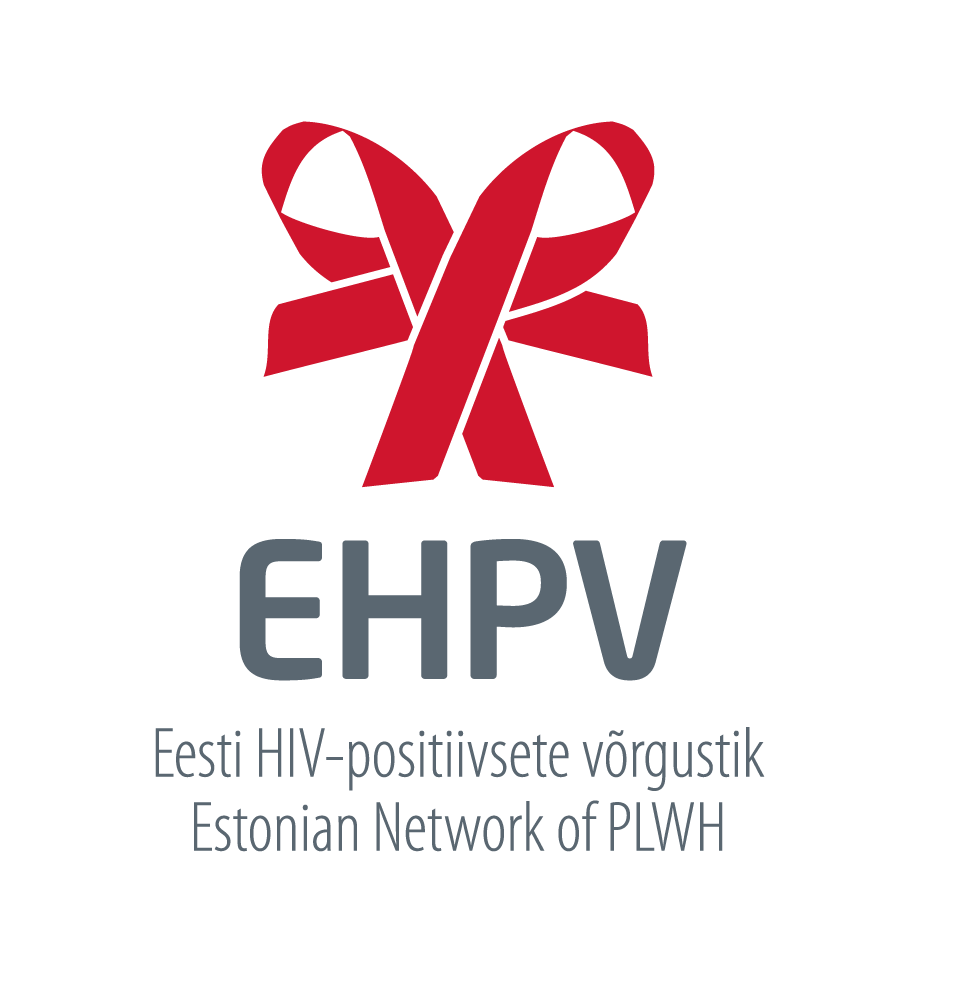 EHPV
Eesti HIV-positiivsete võrgustik
Estonian Network of PLWH